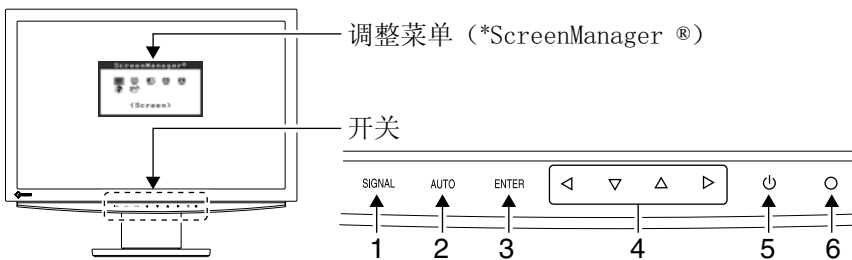 调整菜单（*ScreenManager ®）
ScreenManager®
<Screen>
开关
SIGNAL AUTO ENTER
1 2 3 4 5 6